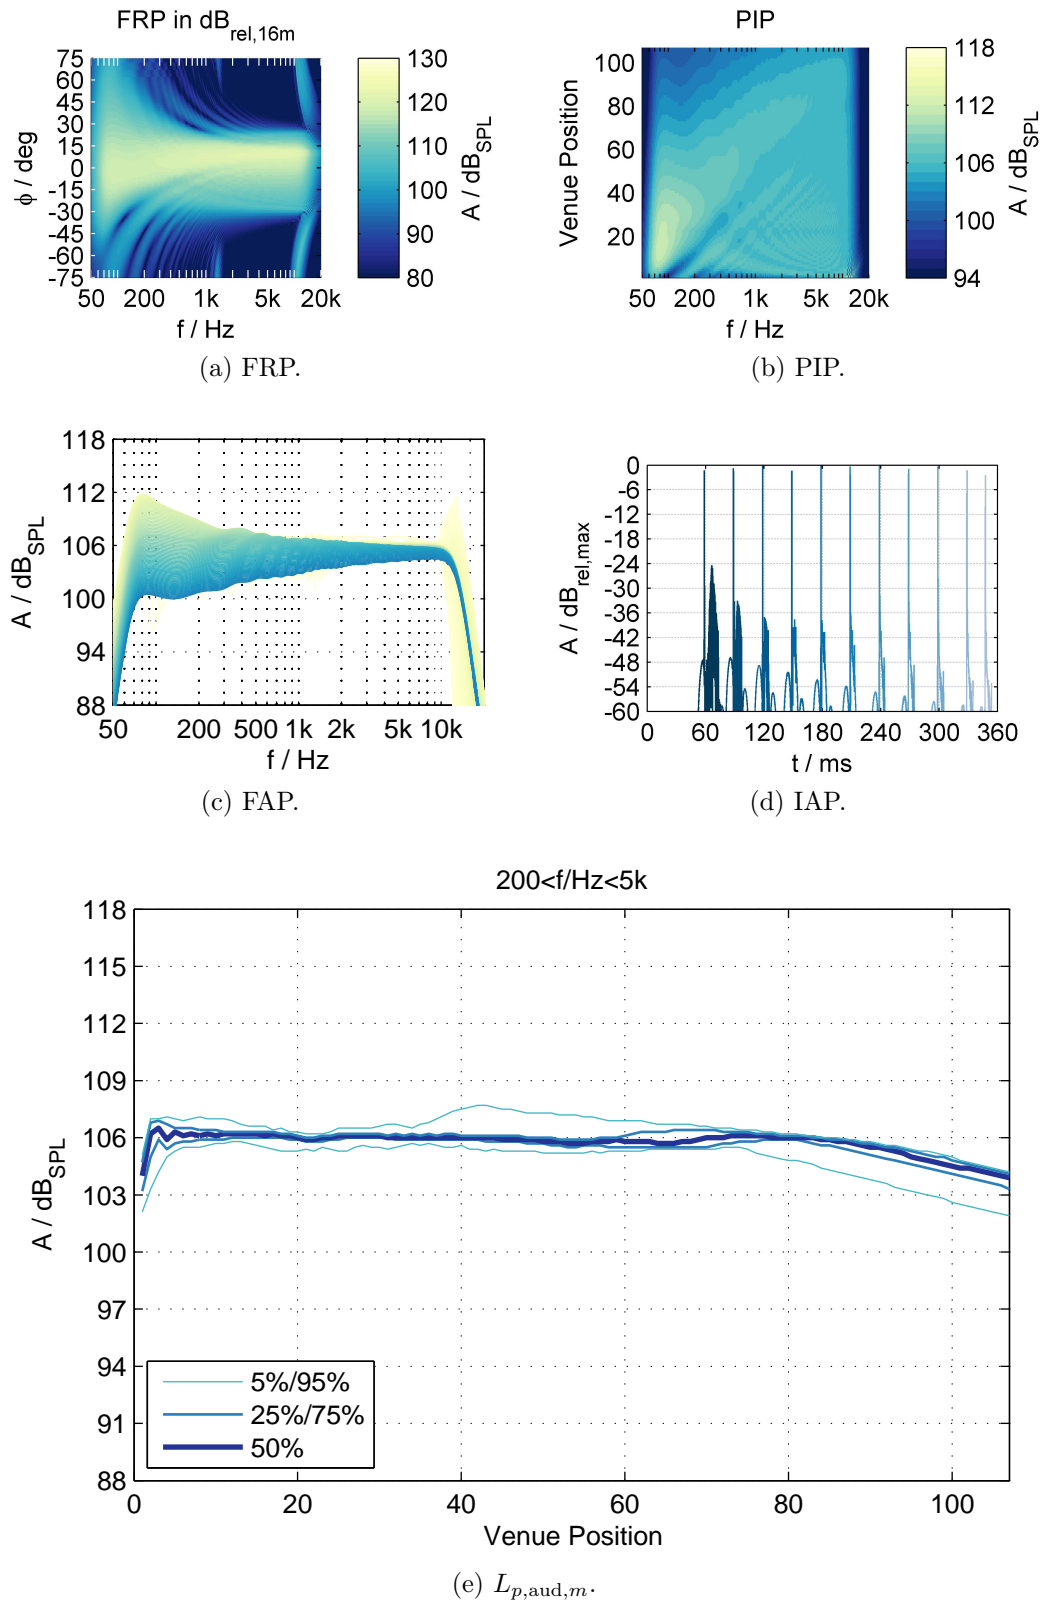 FRP in dB_rel,16m
75
60
45
30
15
0
-15
-30
-45
-60
-75
ϕ / deg
50 200 1k 5k 20k
f / Hz
130
120
110
100
90
80
A / dB_SPL
(a) FRP.
PIP
100
80
60
40
20
Venue Position
50 200 1k 5k 20k
f / Hz
118
112
106
100
94
A / dB_SPL
(b) PIP.
118
112
106
100
94
88
A / dB_SPL
50 200 500 1k 2k 5k 10k
f / Hz
(c) FAP.
0
-6
-12
-18
-24
-30
-36
-42
-48
-54
-60
A / dB_rel,max
0 60 120 180 240 300 360
t / ms
(d) IAP.
200<f/Hz<5k
118
115
112
109
106
103
100
97
94
91
88
A / dB_SPL
5%/95%
25%/75%
50%
0 20 40 60 80 100
Venue Position
(e) L_p,aud,m.